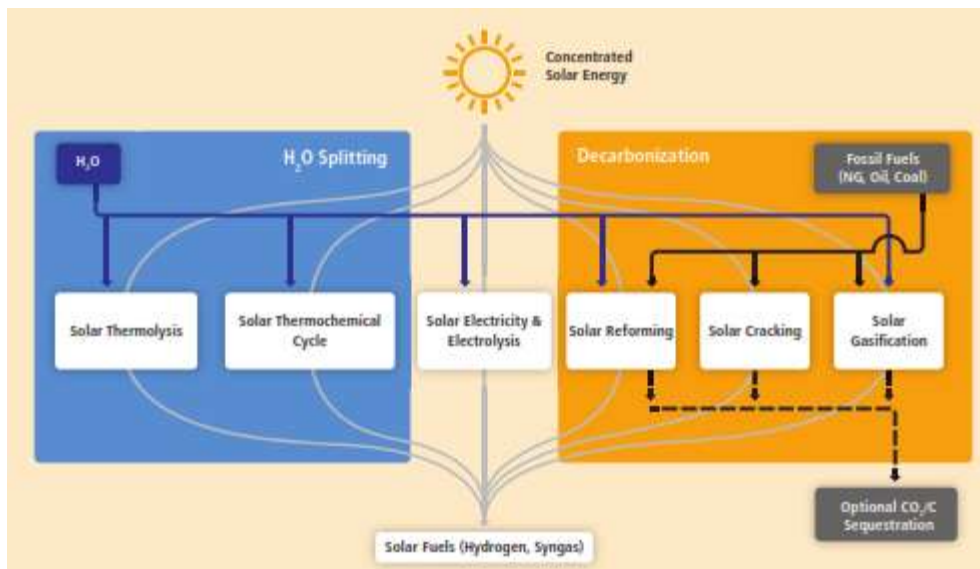 Concentrated
Solar Energy
H₂O
H₂O Splitting
Decarbonization
Fossil Fuels
(NG, Oil, Coal)
Solar Thermolysis
Solar Thermochemical
Cycle
Solar Electricity &
Electrolysis
Solar Reforming
Solar Cracking
Solar
Gasification
Optional CO₂/C
Sequestration
Solar Fuels (Hydrogen, Syngas)